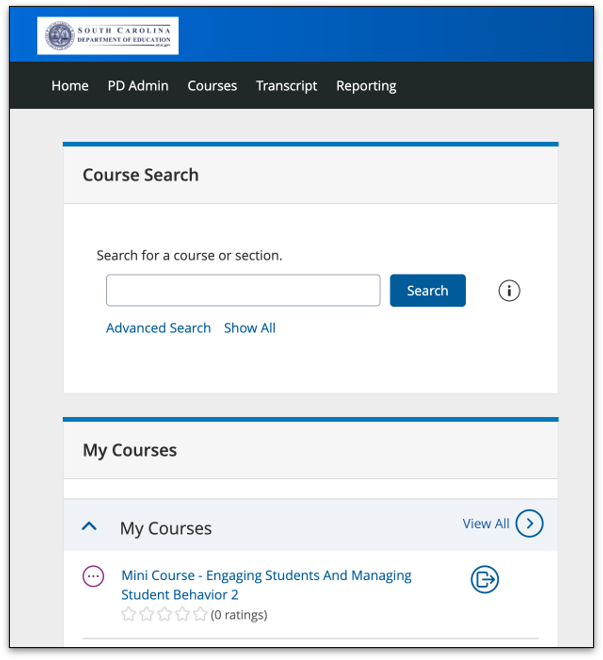 SOUTH CAROLINA
DEPARTMENT OF EDUCATION
Home PD Admin Courses Transcript Reporting
Course Search
Search for a course or section.
Search
Advanced Search Show All
My Courses
My Courses
View All
Mini Course - Engaging Students And Managing
Student Behavior 2
(0 ratings)